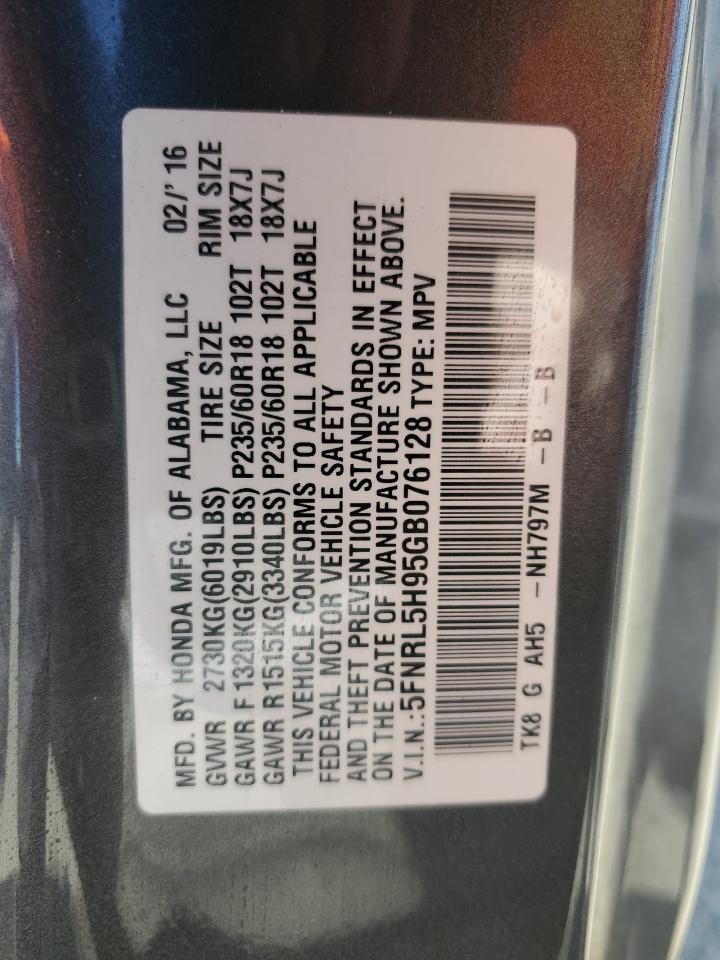 MFD. BY HONDA MFG. OF ALABAMA, LLC 02/' 16
GVWR 2730KG(6019LBS) TIRE SIZE RIM SIZE
GAWR F 1320KG(2910LBS) P235/60R18 102T 18X7J
GAWR R1515KG(3340LBS) P235/60R18 102T 18X7J
THIS VEHICLE CONFORMS TO ALL APPLICABLE
FEDERAL MOTOR VEHICLE SAFETY
AND THEFT PREVENTION STANDARDS IN EFFECT
ON THE DATE OF MANUFACTURE SHOWN ABOVE.
V.I.N.:5FNRL5H95GB076128 TYPE: MPV
TK8 G AH5 -NH797M -B -B